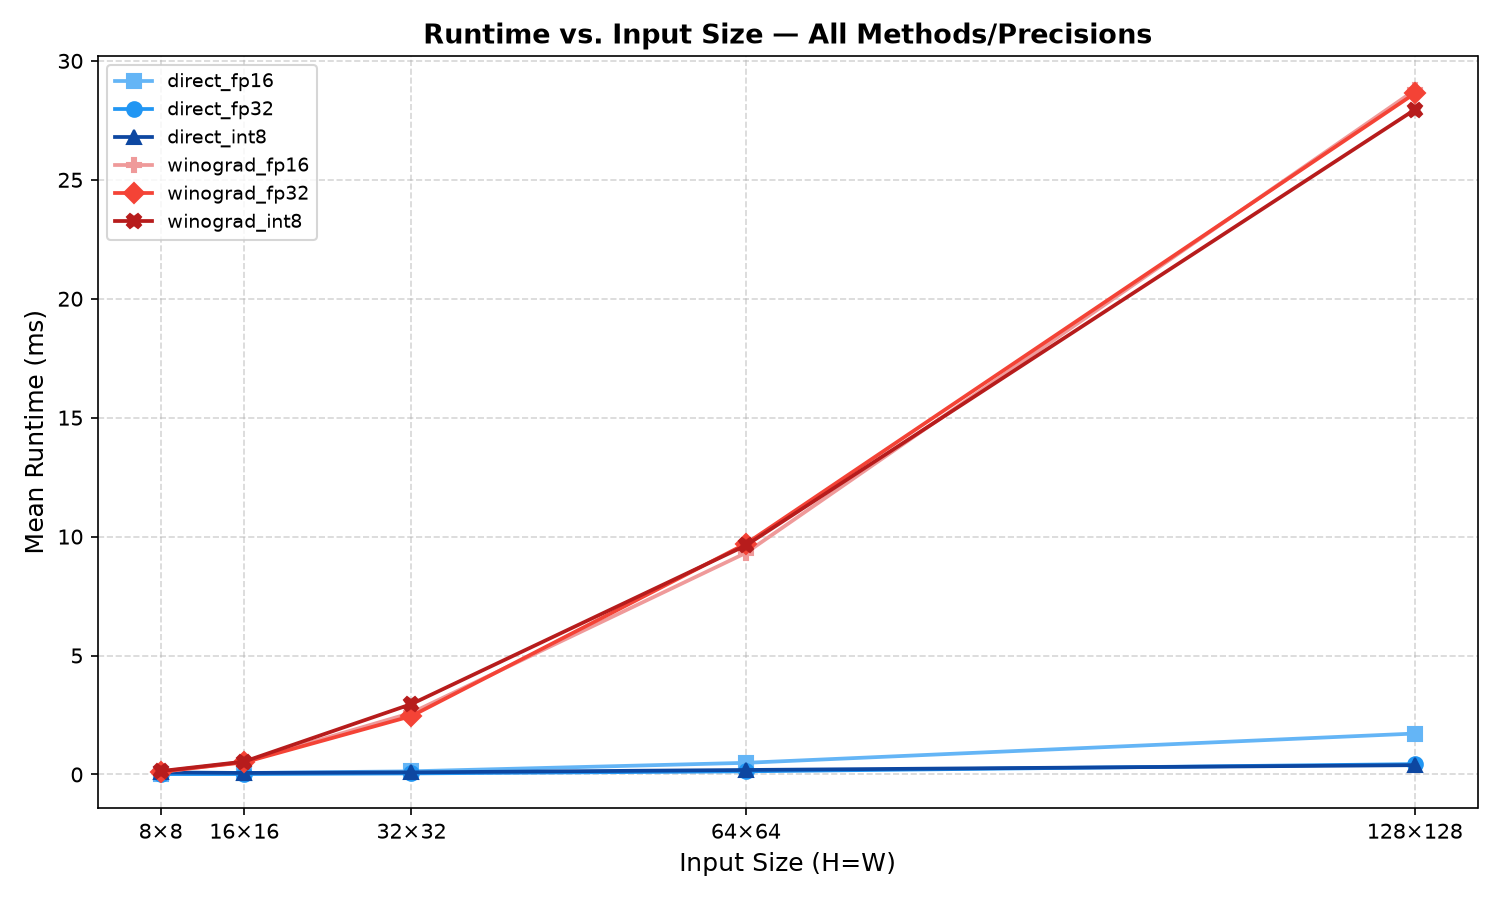 Runtime vs. Input Size — All Methods/Precisions
30
25
20
15
10
5
0
Mean Runtime (ms)
direct_fp16
direct_fp32
direct_int8
winograd_fp16
winograd_fp32
winograd_int8
8×8 16×16 32×32 64×64 128×128
Input Size (H=W)